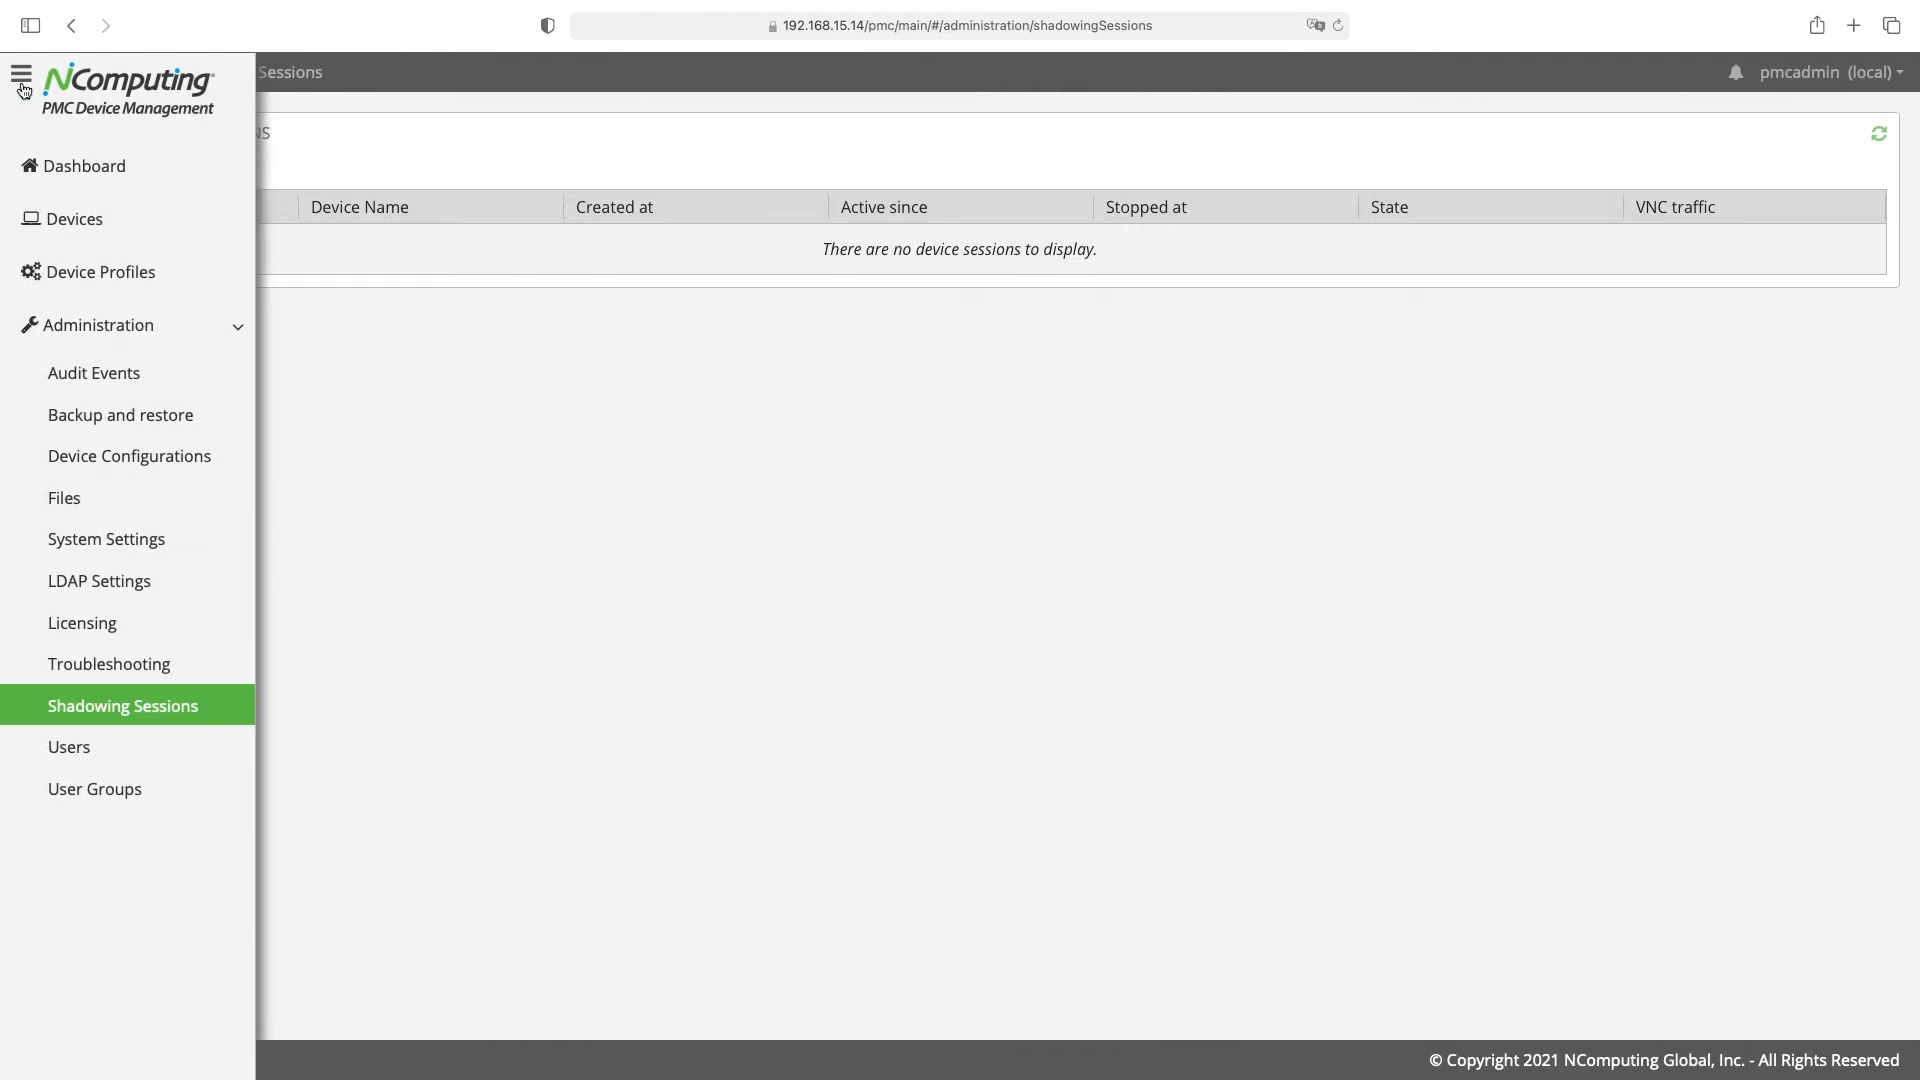 192.168.15.14/pmc/main/#/administration/shadowingSessions
NComputing
PMC Device Management
Sessions
pmcadmin (local)
NS
Dashboard
Devices
Device Profiles
Administration
Audit Events
Backup and restore
Device Configurations
Files
System Settings
LDAP Settings
Licensing
Troubleshooting
Shadowing Sessions
Users
User Groups
Device Name Created at Active since Stopped at State VNC traffic
There are no device sessions to display.
© Copyright 2021 NComputing Global, Inc. - All Rights Reserved